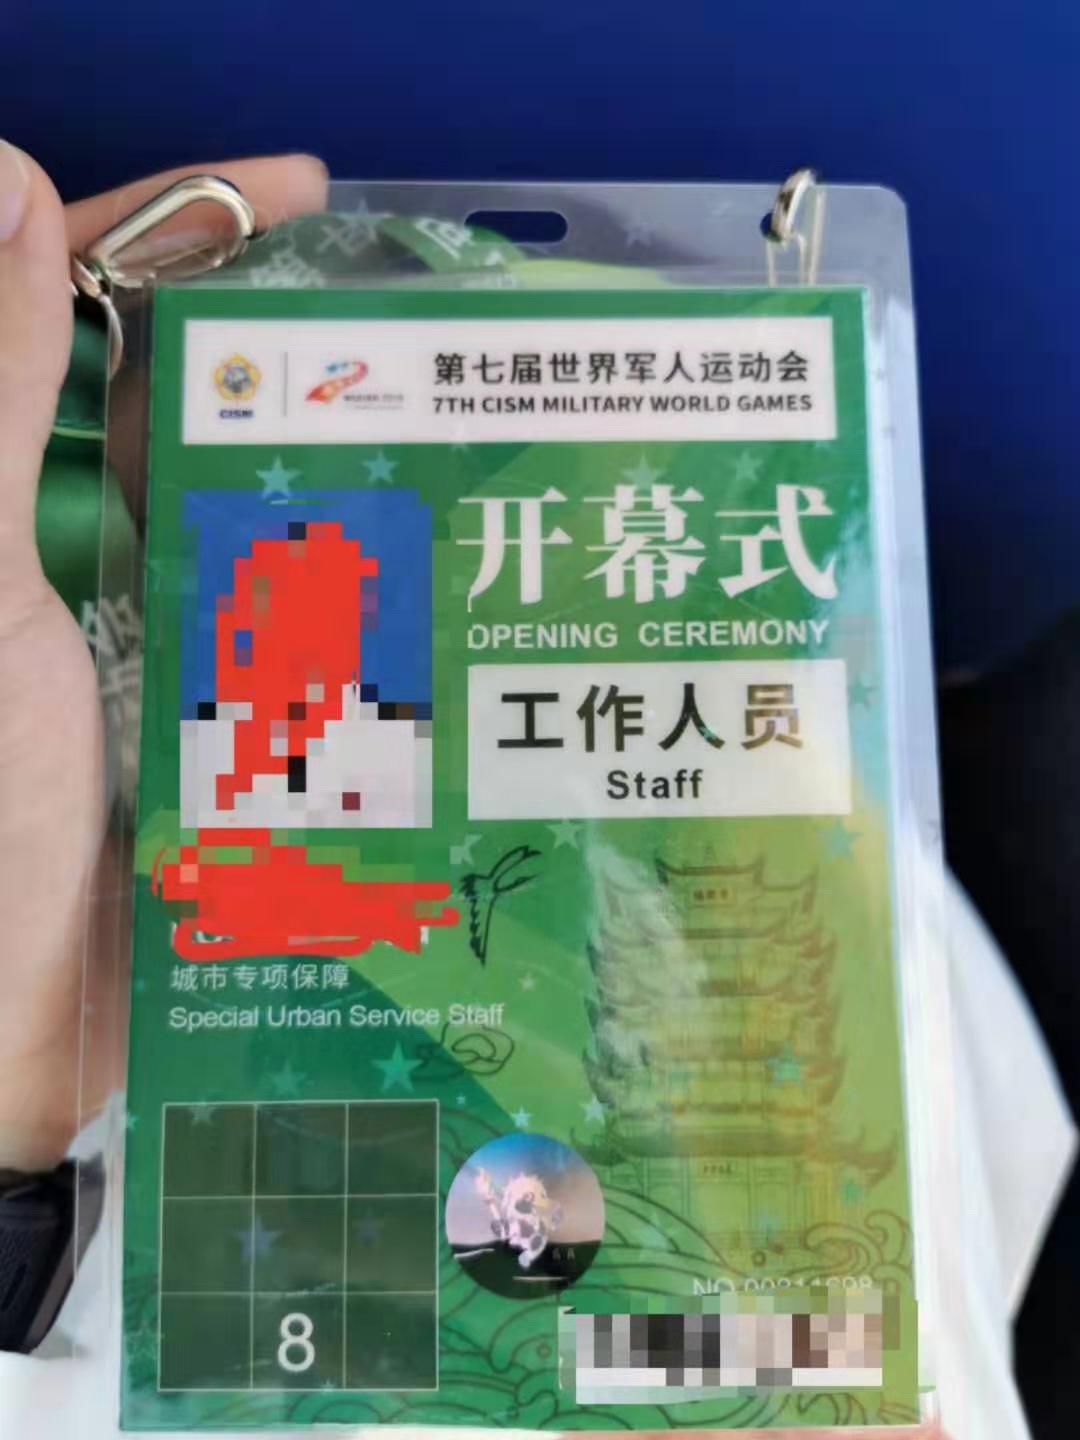 第七届世界军人运动会
7TH CISM MILITARY WORLD GAMES
CISM
开幕式
OPENING CEREMONY
工作人员
Staff
城市专项保障
Special Urban Service Staff
8